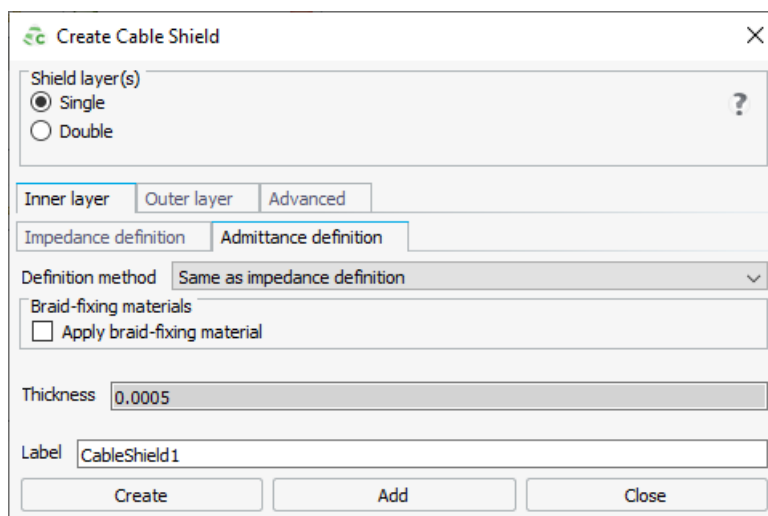 Create Cable Shield
Shield layer(s)
Single
?
Double
Inner layer Outer layer Advanced
Impedance definition Admittance definition
Definition method Same as impedance definition
Braid-fixing materials
Apply braid-fixing material
Thickness 0.0005
Label CableShield1
Create Add Close